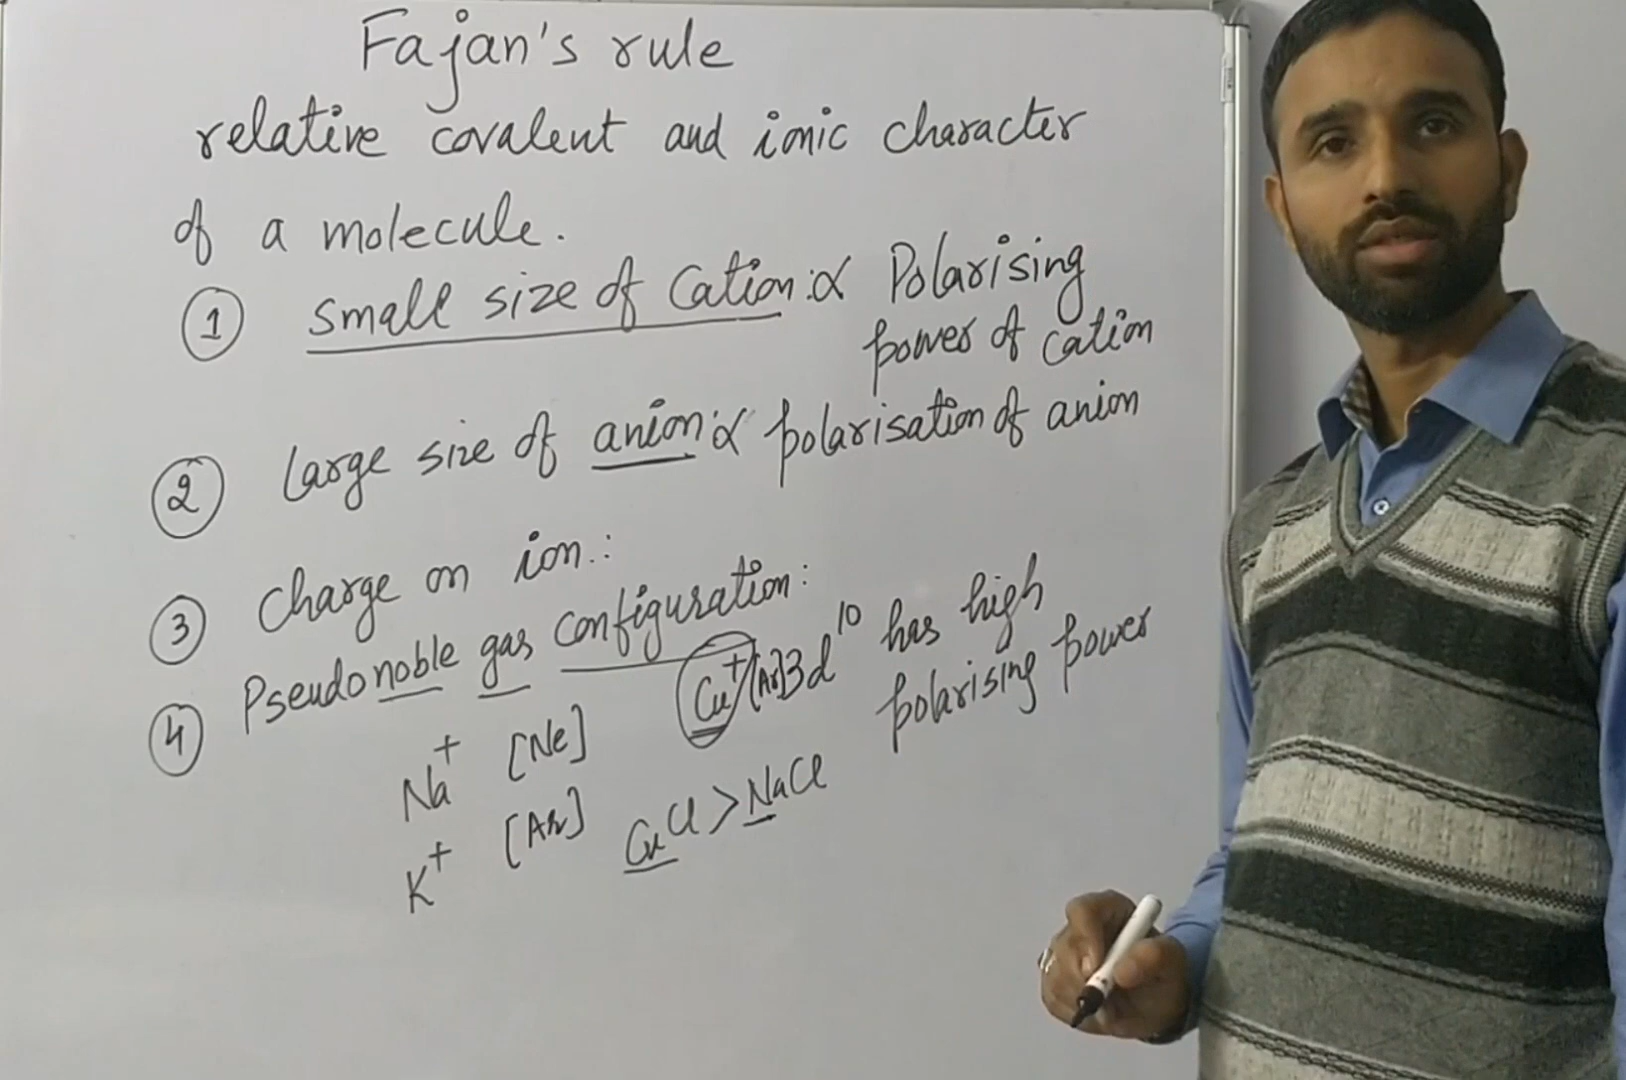 Fajan's rule
relative covalent and ionic character
of a molecule.
① Small size of Cation: ∝ Polarising
power of cation
② Large size of anion: ∝ polarisation of anion
③ Charge on ion.:
④ Pseudo noble gas configuration:
Cu⁺ [Ar]3d¹⁰ has high
polarising power
Na⁺ [Ne]
K⁺ [Ar]
CuCl > NaCl